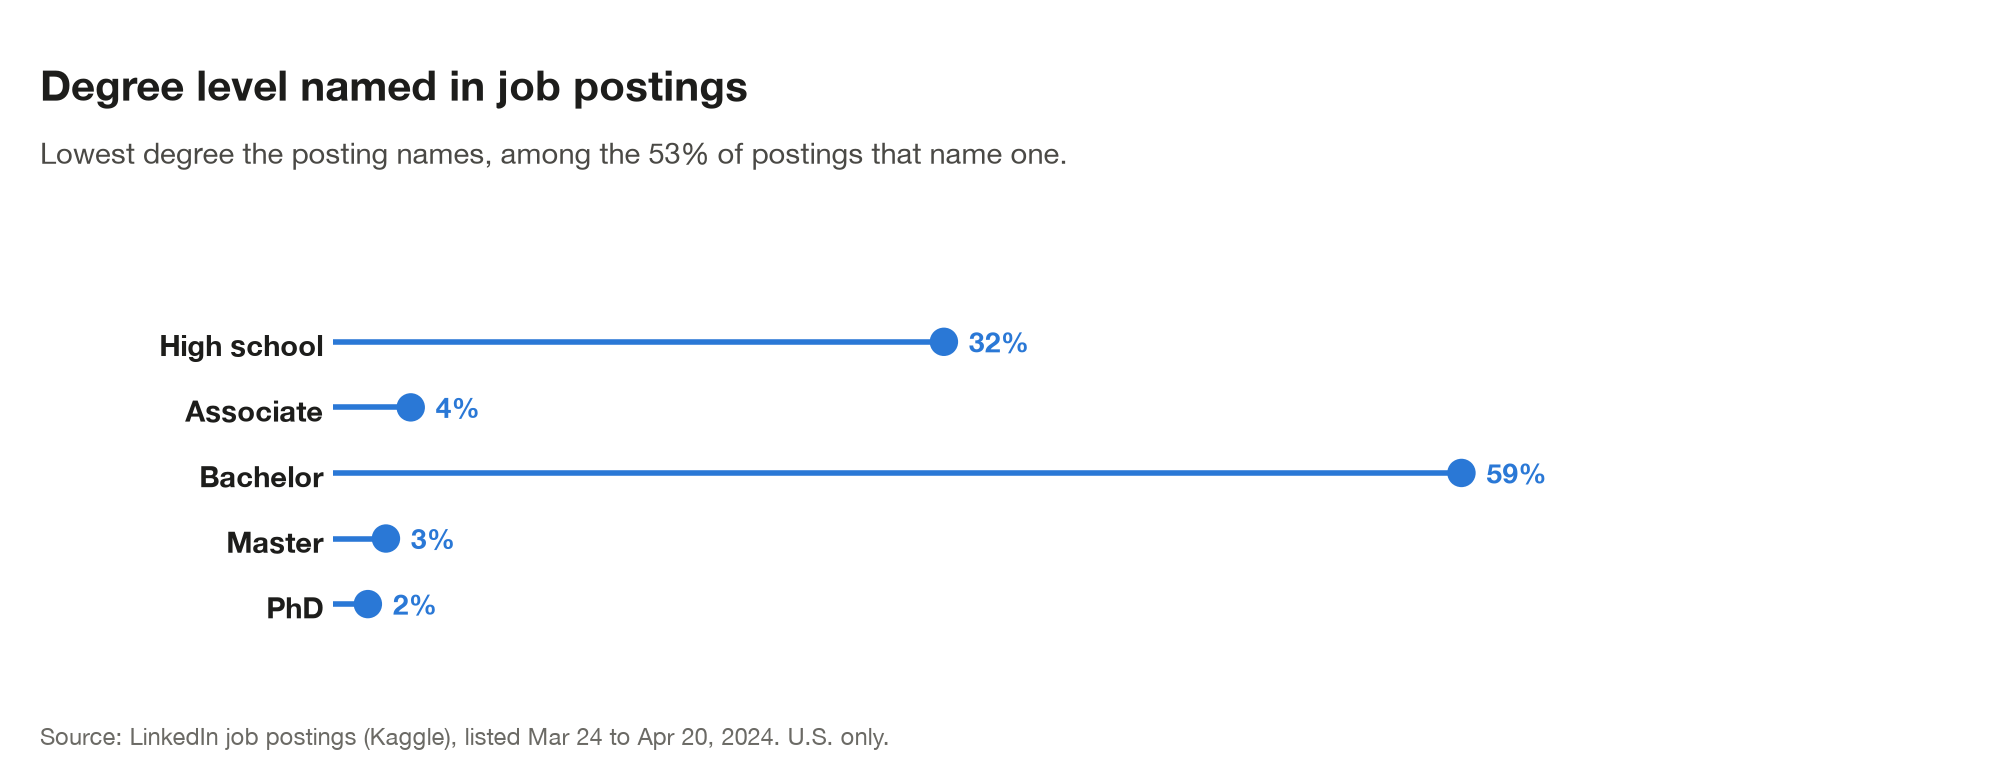 Degree level named in job postings
Lowest degree the posting names, among the 53% of postings that name one.
High school 32%
Associate 4%
Bachelor 59%
Master 3%
PhD 2%
Source: LinkedIn job postings (Kaggle), listed Mar 24 to Apr 20, 2024. U.S. only.